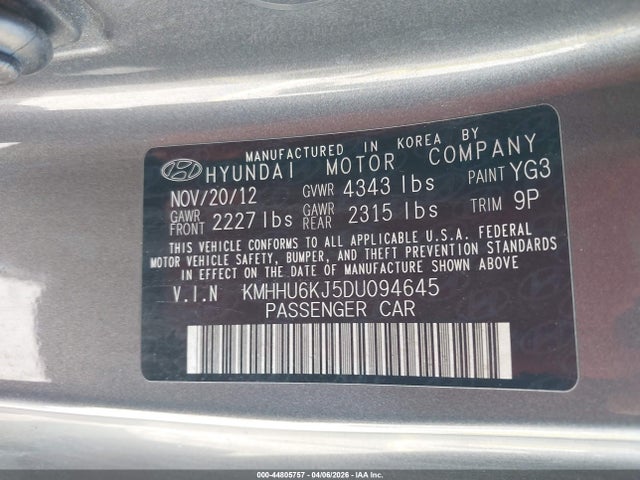 MANUFACTURED IN KOREA BY
HYUNDAI MOTOR COMPANY
NOV/20/12 GVWR 4343 lbs PAINT YG3
GAWR FRONT 2227 lbs GAWR REAR 2315 lbs TRIM 9P
THIS VEHICLE CONFORMS TO ALL APPLICABLE U.S.A. FEDERAL
MOTOR VEHICLE SAFETY, BUMPER, AND THEFT PREVENTION STANDARDS
IN EFFECT ON THE DATE OF MANUFACTURE SHOWN ABOVE
V.I.N KMHHU6KJ5DU094645
PASSENGER CAR
000-44805757 - 04/06/2026 - IAA Inc.